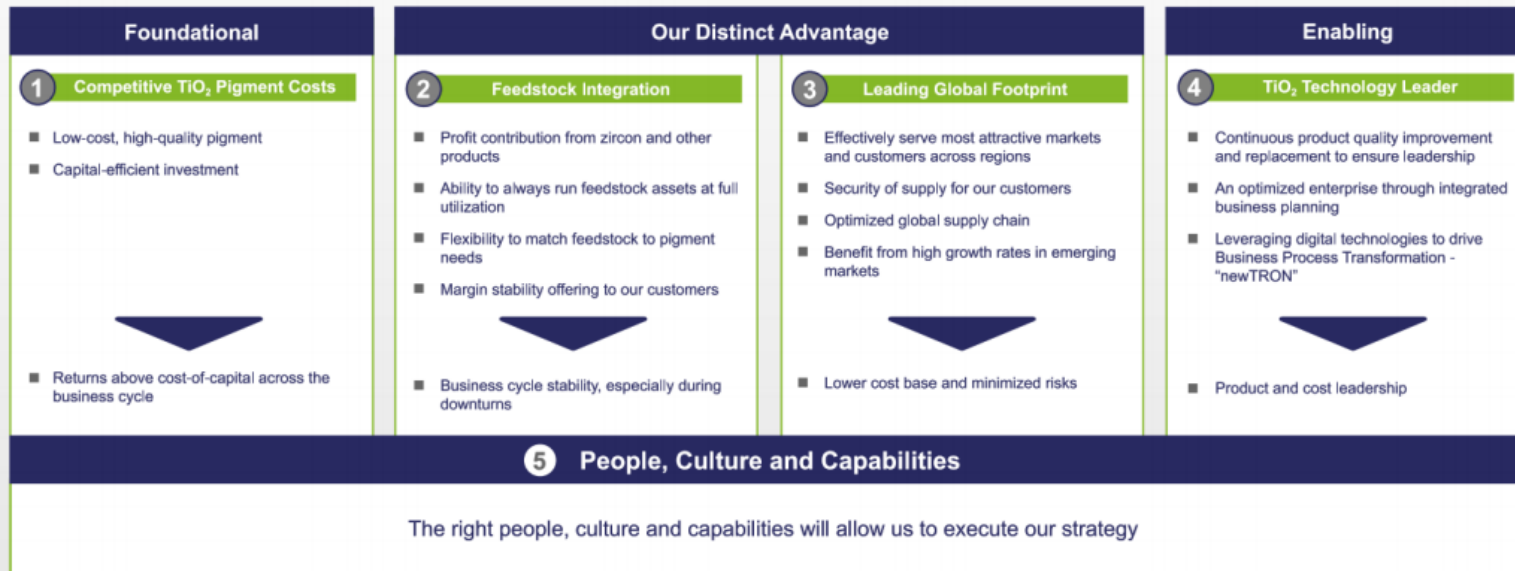 Foundational
1 Competitive TiO₂ Pigment Costs
■ Low-cost, high-quality pigment
■ Capital-efficient investment
■ Returns above cost-of-capital across the
business cycle
Our Distinct Advantage
2 Feedstock Integration
■ Profit contribution from zircon and other
products
■ Ability to always run feedstock assets at full
utilization
■ Flexibility to match feedstock to pigment
needs
■ Margin stability offering to our customers
■ Business cycle stability, especially during
downturns
3 Leading Global Footprint
■ Effectively serve most attractive markets
and customers across regions
■ Security of supply for our customers
■ Optimized global supply chain
■ Benefit from high growth rates in emerging
markets
■ Lower cost base and minimized risks
Enabling
4 TiO₂ Technology Leader
■ Continuous product quality improvement
and replacement to ensure leadership
■ An optimized enterprise through integrated
business planning
■ Leveraging digital technologies to drive
Business Process Transformation -
“newTRON”
■ Product and cost leadership
5 People, Culture and Capabilities
The right people, culture and capabilities will allow us to execute our strategy